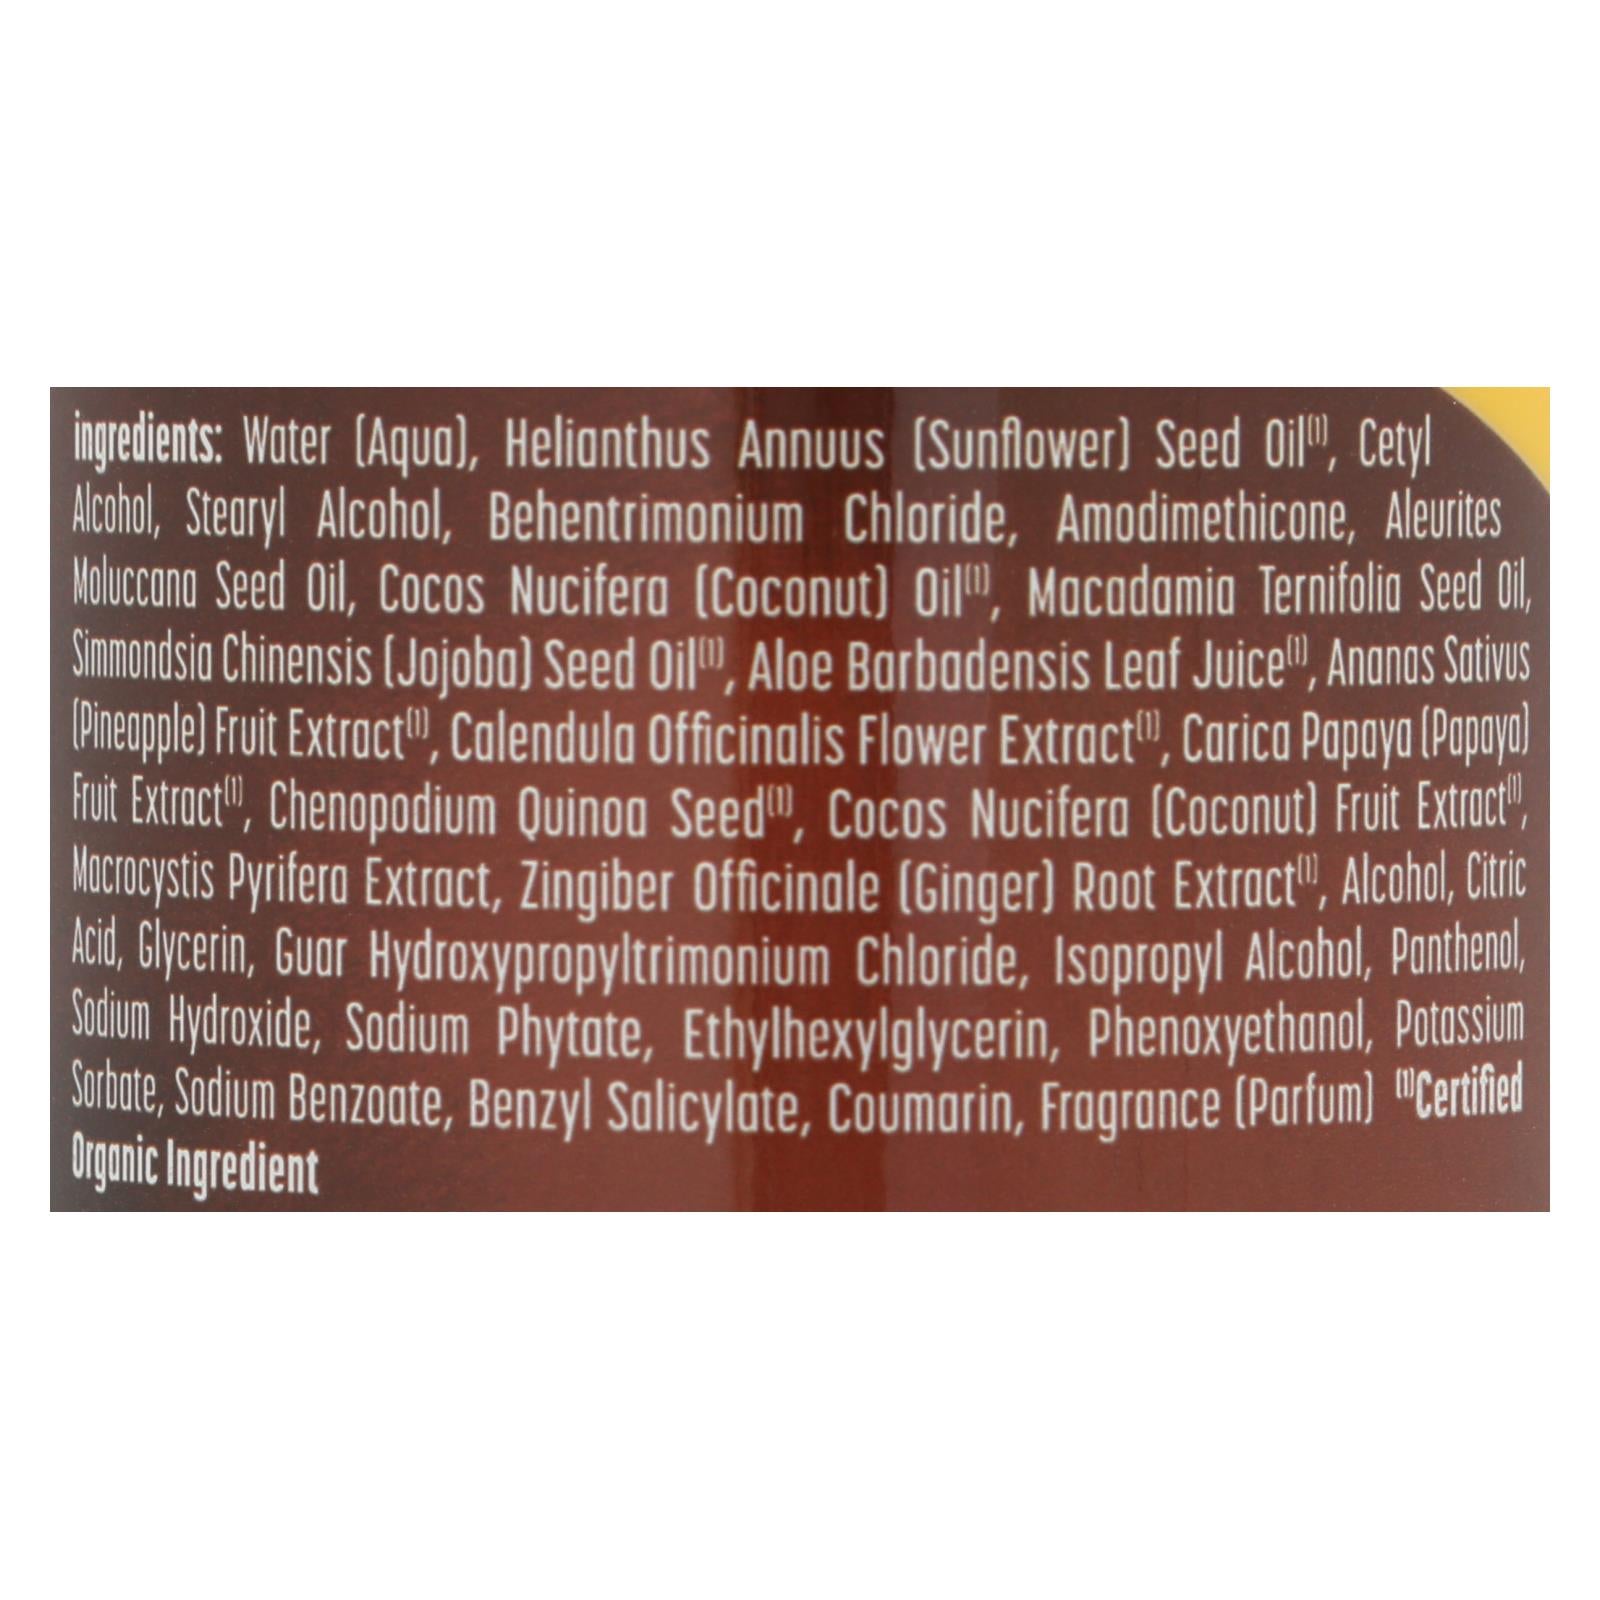 ingredients: Water (Aqua), Helianthus Annuus (Sunflower) Seed Oil⁽¹⁾, Cetyl
Alcohol, Stearyl Alcohol, Behentrimonium Chloride, Amodimethicone, Aleurites
Moluccana Seed Oil, Cocos Nucifera (Coconut) Oil⁽¹⁾, Macadamia Ternifolia Seed Oil,
Simmondsia Chinensis (Jojoba) Seed Oil⁽¹⁾, Aloe Barbadensis Leaf Juice⁽¹⁾, Ananas Sativus
(Pineapple) Fruit Extract⁽¹⁾, Calendula Officinalis Flower Extract⁽¹⁾, Carica Papaya (Papaya)
Fruit Extract⁽¹⁾, Chenopodium Quinoa Seed⁽¹⁾, Cocos Nucifera (Coconut) Fruit Extract⁽¹⁾,
Macrocystis Pyrifera Extract, Zingiber Officinale (Ginger) Root Extract⁽¹⁾, Alcohol, Citric
Acid, Glycerin, Guar Hydroxypropyltrimonium Chloride, Isopropyl Alcohol, Panthenol,
Sodium Hydroxide, Sodium Phytate, Ethylhexylglycerin, Phenoxyethanol, Potassium
Sorbate, Sodium Benzoate, Benzyl Salicylate, Coumarin, Fragrance (Parfum) ⁽¹⁾Certified
Organic Ingredient